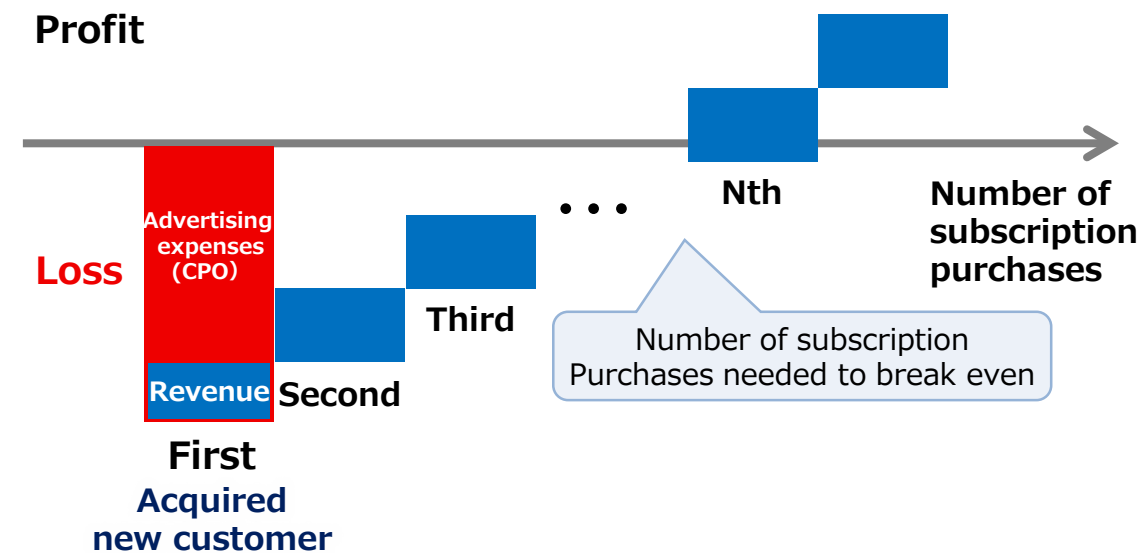 Profit
Loss
Advertising
expenses
(CPO）
Revenue
First
Acquired
new customer
Second
Third
• • •
Nth
Number of subscription
Purchases needed to break even
Number of
subscription
purchases